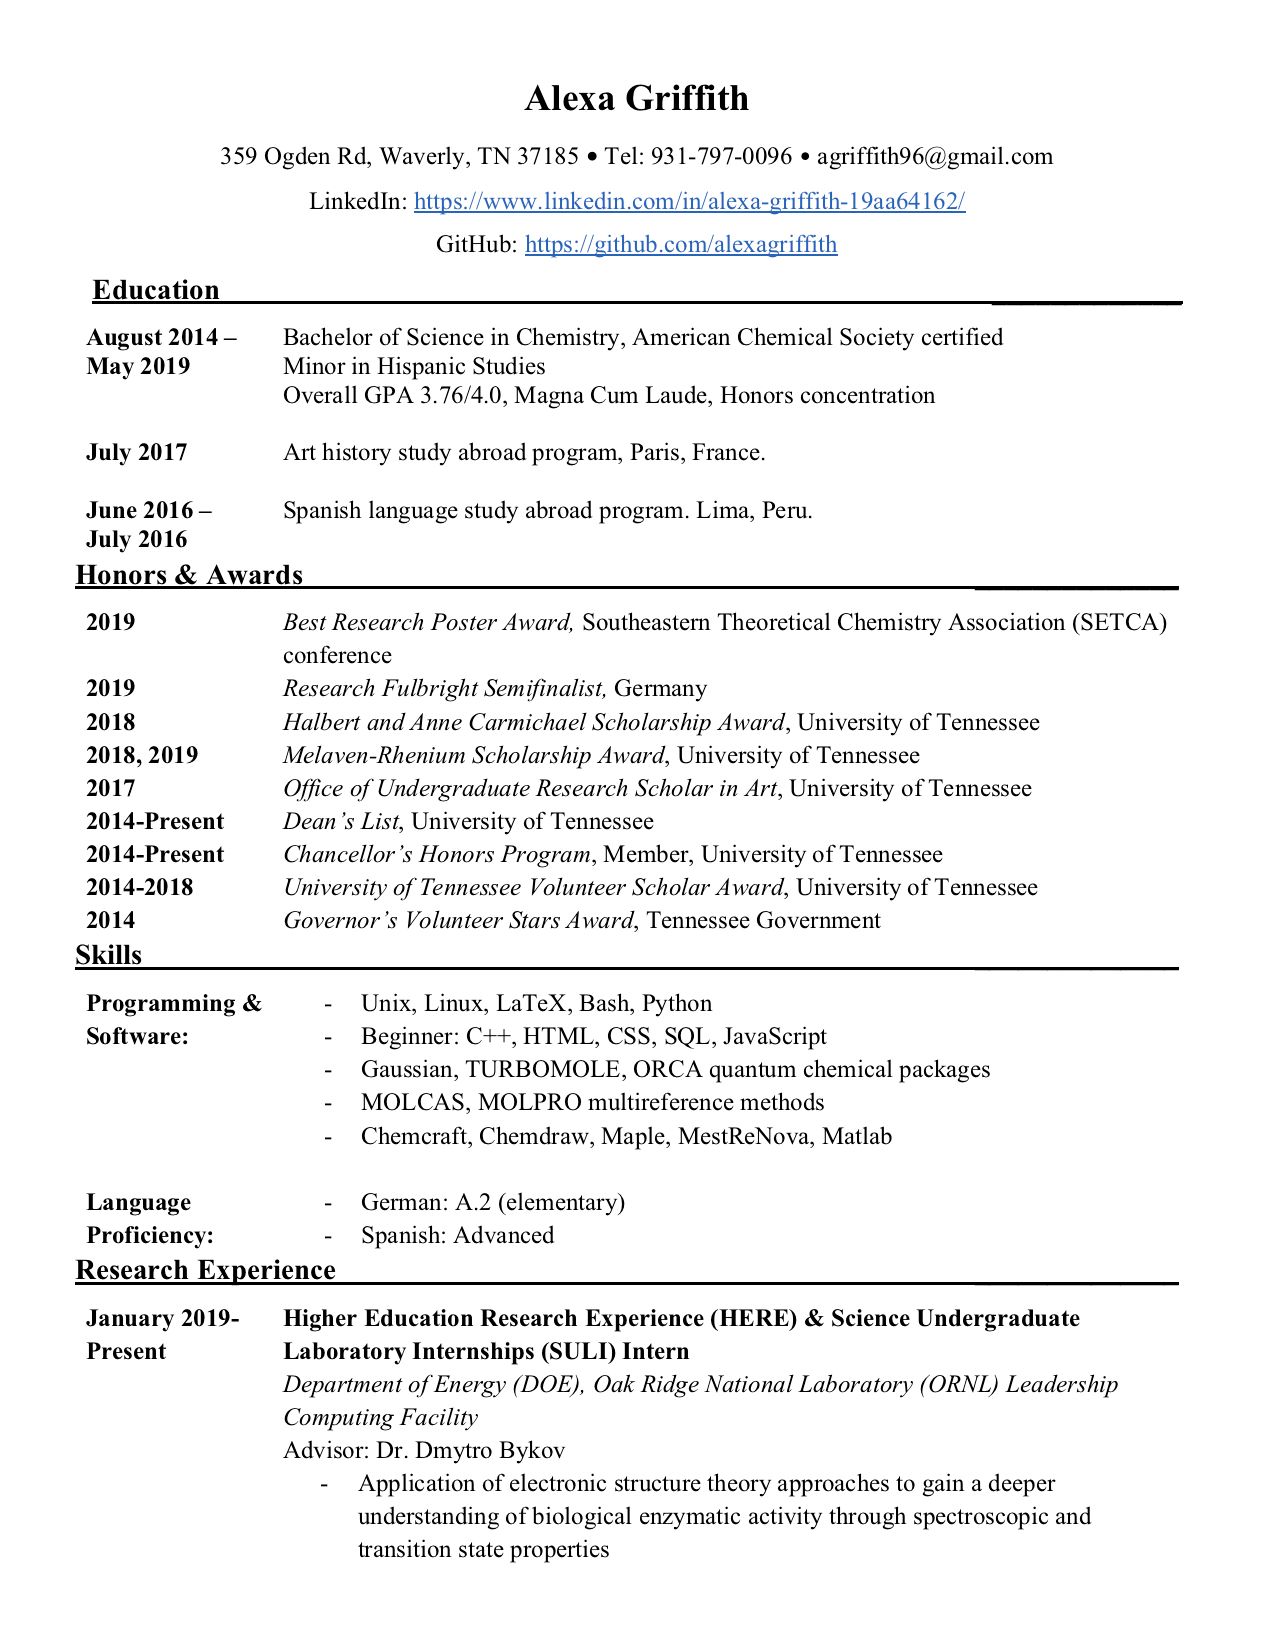 Alexa Griffith
359 Ogden Rd, Waverly, TN 37185 • Tel: 931-797-0096 • agriffith96@gmail.com
LinkedIn: https://www.linkedin.com/in/alexa-griffith-19aa64162/
GitHub: https://github.com/alexagriffith
Education
August 2014 – Bachelor of Science in Chemistry, American Chemical Society certified
May 2019 Minor in Hispanic Studies
Overall GPA 3.76/4.0, Magna Cum Laude, Honors concentration
July 2017 Art history study abroad program, Paris, France.
June 2016 – Spanish language study abroad program. Lima, Peru.
July 2016
Honors & Awards
2019 Best Research Poster Award, Southeastern Theoretical Chemistry Association (SETCA)
conference
2019 Research Fulbright Semifinalist, Germany
2018 Halbert and Anne Carmichael Scholarship Award, University of Tennessee
2018, 2019 Melaven-Rhenium Scholarship Award, University of Tennessee
2017 Office of Undergraduate Research Scholar in Art, University of Tennessee
2014-Present Dean’s List, University of Tennessee
2014-Present Chancellor’s Honors Program, Member, University of Tennessee
2014-2018 University of Tennessee Volunteer Scholar Award, University of Tennessee
2014 Governor’s Volunteer Stars Award, Tennessee Government
Skills
Programming & - Unix, Linux, LaTeX, Bash, Python
Software: - Beginner: C++, HTML, CSS, SQL, JavaScript
- Gaussian, TURBOMOLE, ORCA quantum chemical packages
- MOLCAS, MOLPRO multireference methods
- Chemcraft, Chemdraw, Maple, MestReNova, Matlab
Language - German: A.2 (elementary)
Proficiency: - Spanish: Advanced
Research Experience
January 2019- Higher Education Research Experience (HERE) & Science Undergraduate
Present Laboratory Internships (SULI) Intern
Department of Energy (DOE), Oak Ridge National Laboratory (ORNL) Leadership
Computing Facility
Advisor: Dr. Dmytro Bykov
- Application of electronic structure theory approaches to gain a deeper
understanding of biological enzymatic activity through spectroscopic and
transition state properties